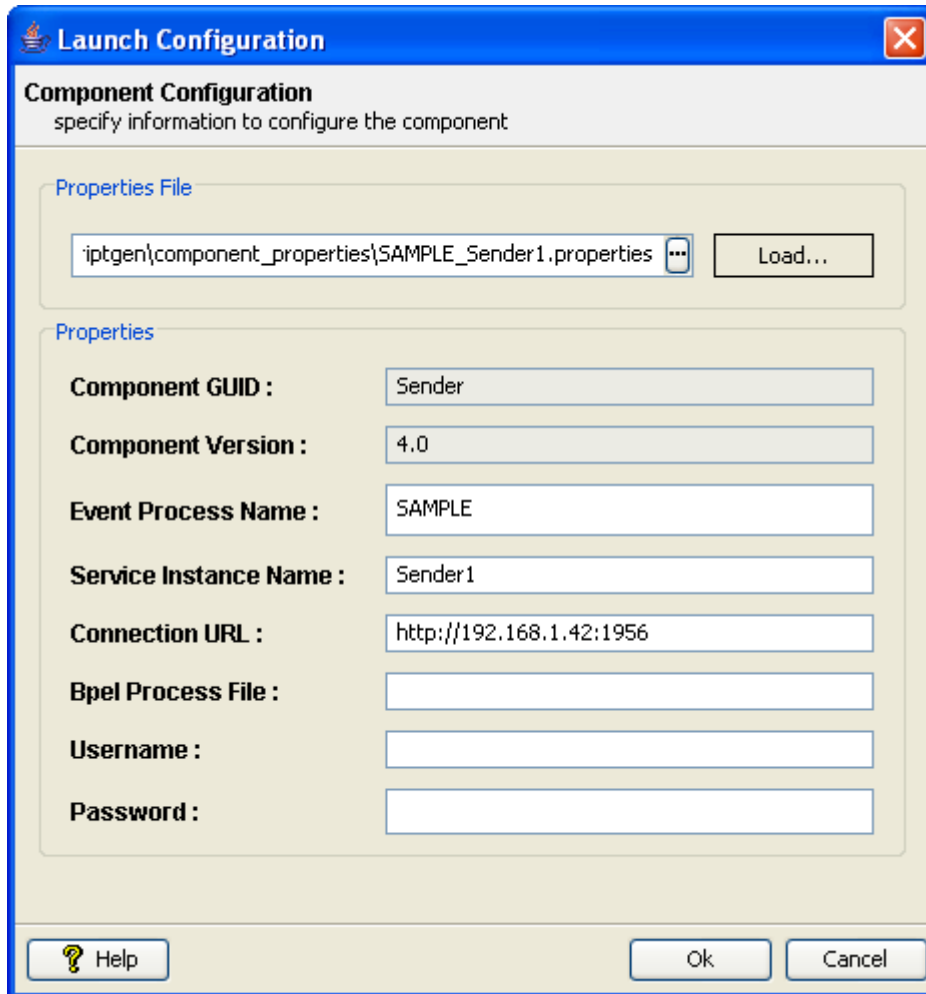 Launch Configuration
Component Configuration
specify information to configure the component
Properties File
iptgen\component_properties\SAMPLE_Sender1.properties ... Load...
Properties
Component GUID : Sender
Component Version : 4.0
Event Process Name : SAMPLE
Service Instance Name : Sender1
Connection URL : http://192.168.1.42:1956
Bpel Process File :
Username :
Password :
? Help Ok Cancel